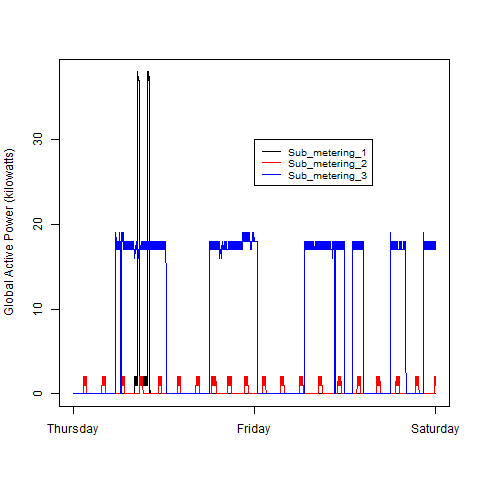 Global Active Power (kilowatts)
30
20
10
0
Sub_metering_1
Sub_metering_2
Sub_metering_3
Thursday Friday Saturday